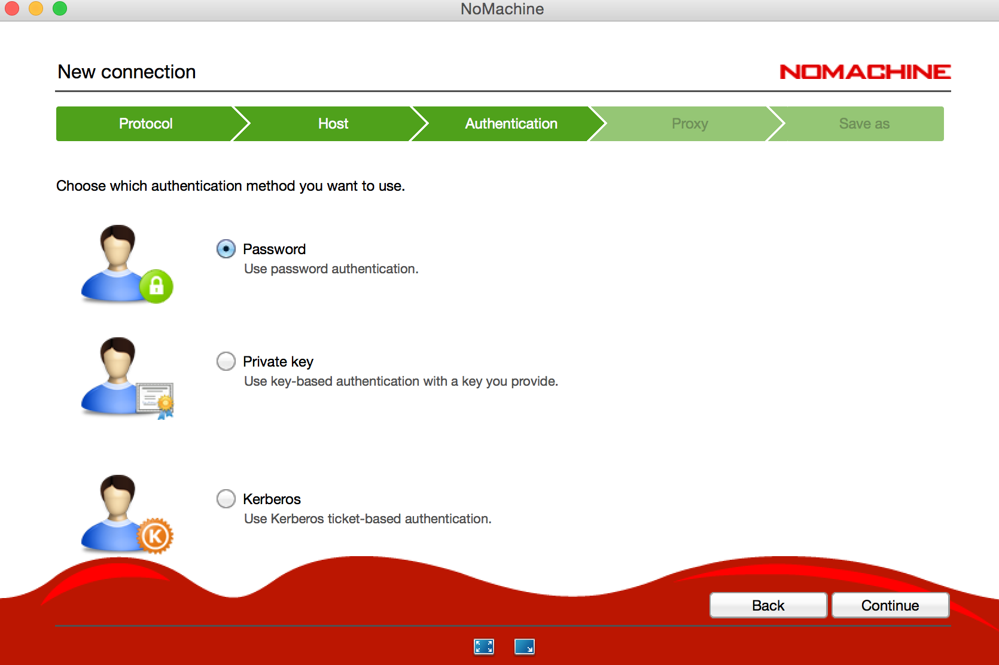 NoMachine
New connection
NOMACHINE
Protocol
Host
Authentication
Proxy
Save as
Choose which authentication method you want to use.
Password
Use password authentication.
Private key
Use key-based authentication with a key you provide.
Kerberos
Use Kerberos ticket-based authentication.
K
Back
Continue